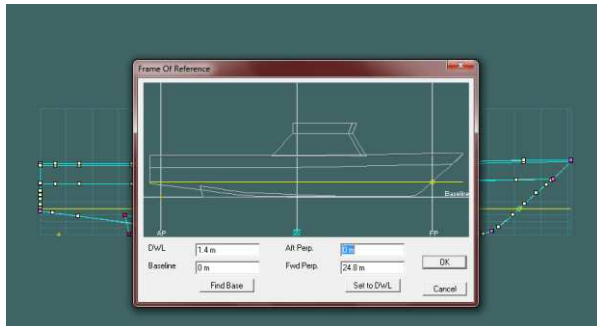 Frame Of Reference
Baseline
AP
FP
DWL
1.4 m
Aft Perp.
0 m
Baseline
0 m
Fwd Perp.
24.8 m
OK
Find Base
Set to DWL
Cancel